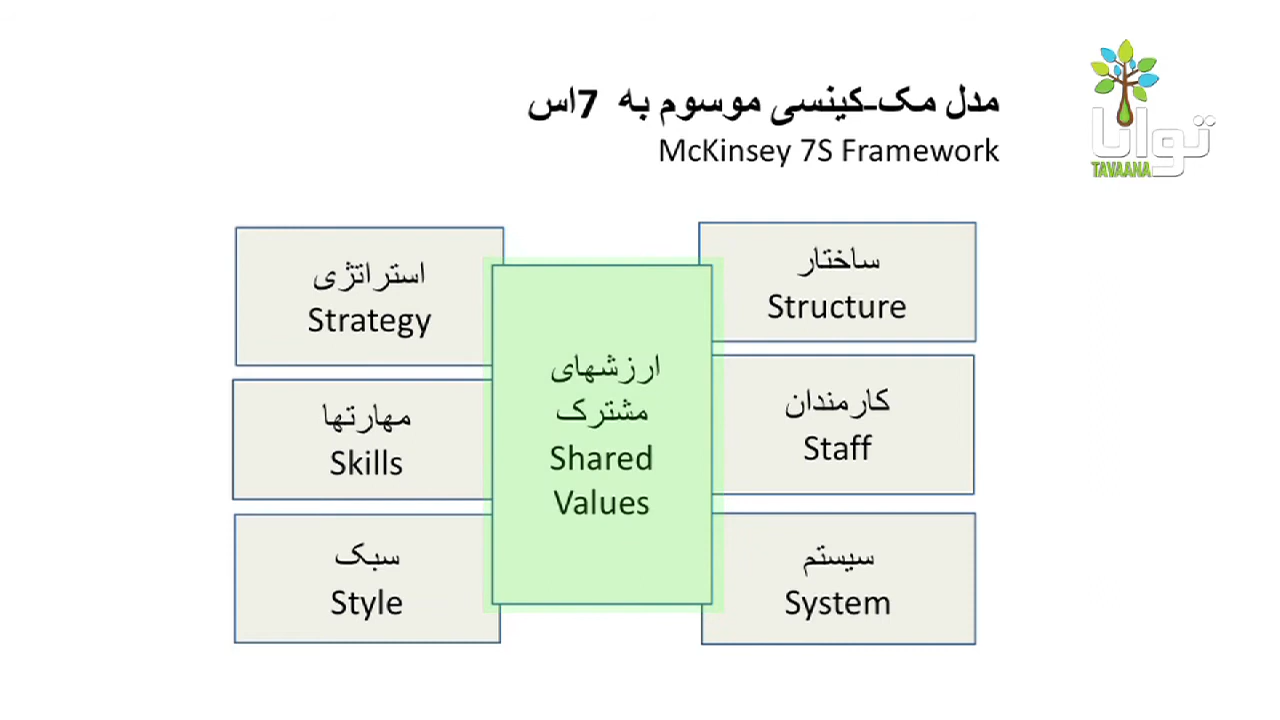 مدل مک-کینسی موسوم به 7اس
McKinsey 7S Framework
توانا
TAVAANA
ساختار
Structure
استراتژی
Strategy
ارزشهای
مشترک
Shared
Values
کارمندان
Staff
مهارتها
Skills
سیستم
System
سبک
Style